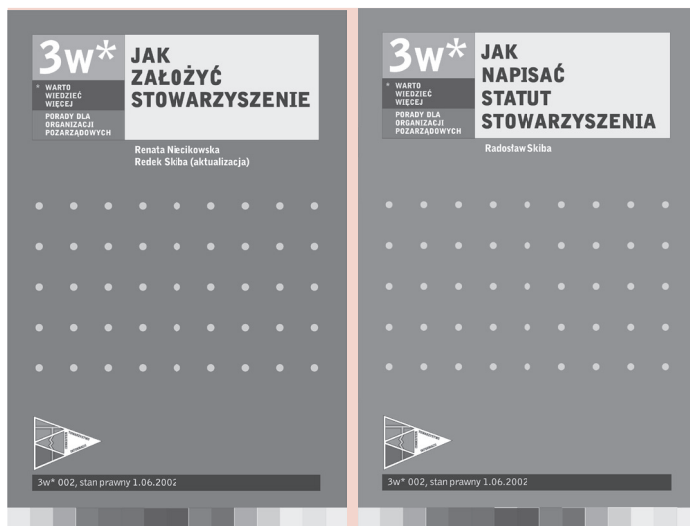 3w*
JAK
ZAŁOŻYĆ
STOWARZYSZENIE
* WARTO
WIEDZIEĆ
WIĘCEJ
PORADY DLA
ORGANIZACJI
POZARZĄDOWYCH
Renata Niecikowska
Redek Skiba (aktualizacja)
3w* 002, stan prawny 1.06.2002
3w*
JAK
NAPISAĆ
STATUT
STOWARZYSZENIA
* WARTO
WIEDZIEĆ
WIĘCEJ
PORADY DLA
ORGANIZACJI
POZARZĄDOWYCH
Radosław Skiba
3w* 002, stan prawny 1.06.2002